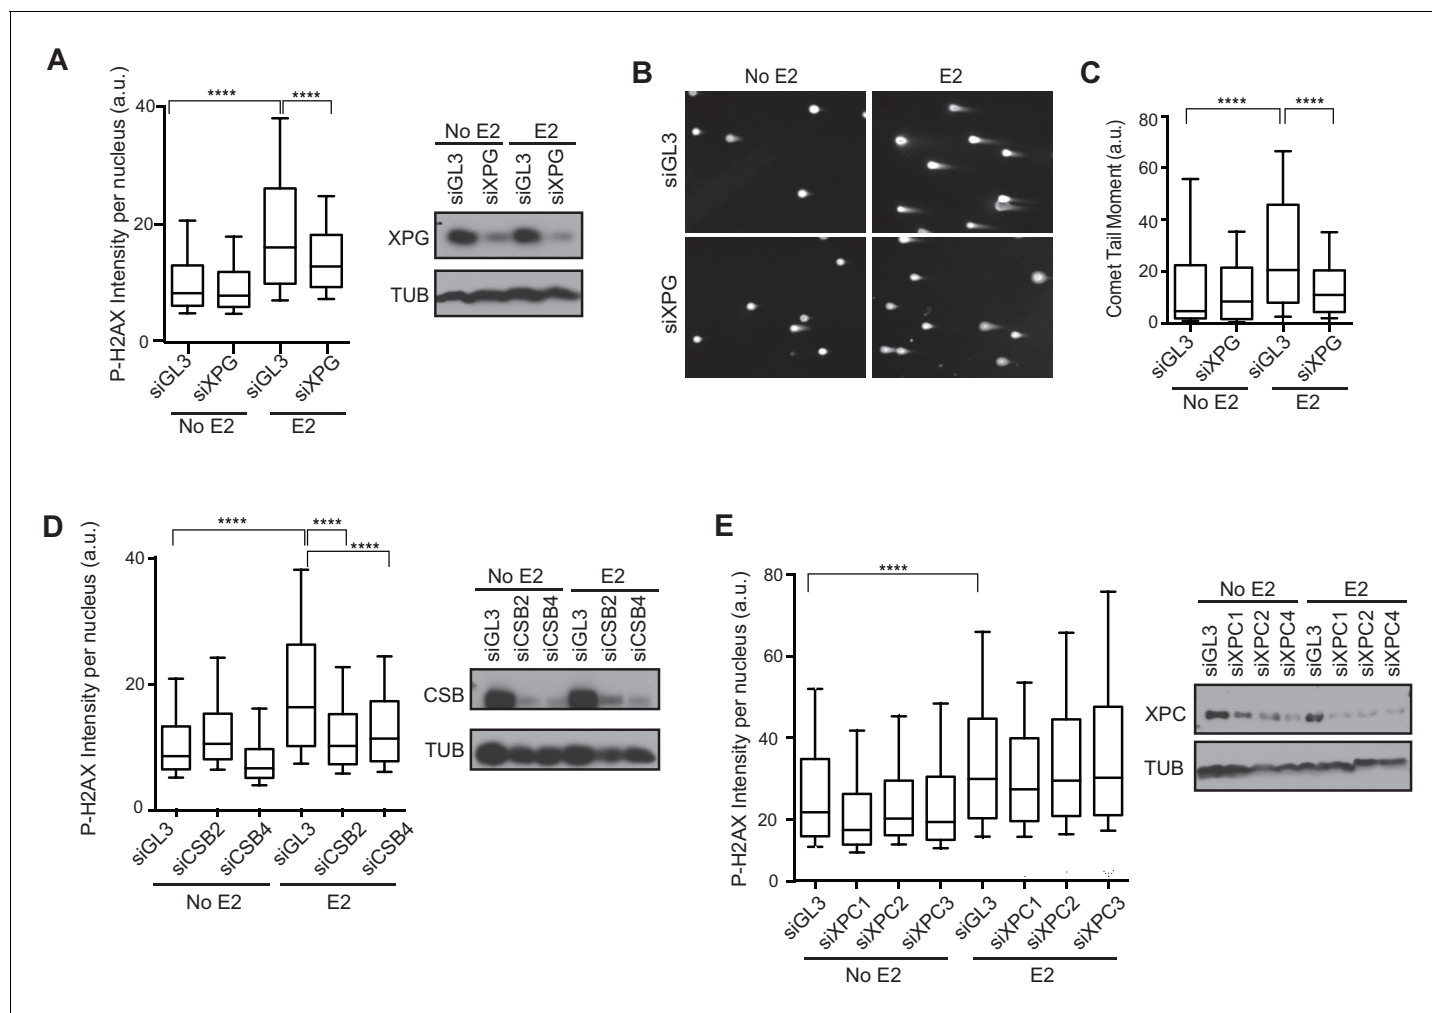 A
P-H2AX Intensity per nucleus (a.u.)
40
20
0
****
****
siGL3
siXPG
siGL3
siXPG
No E2
E2
No E2
E2
siGL3
siXPG
siGL3
siXPG
XPG
TUB
B
No E2
E2
siGL3
siXPG
C
Comet Tail Moment (a.u.)
80
60
40
20
0
****
****
siGL3
siXPG
siGL3
siXPG
No E2
E2
D
P-H2AX Intensity per nucleus (a.u.)
40
20
0
****
****
****
siGL3
siCSB2
siCSB4
siGL3
siCSB2
siCSB4
No E2
E2
No E2
E2
siGL3
siCSB2
siCSB4
siGL3
siCSB2
siCSB4
CSB
TUB
E
P-H2AX Intensity per nucleus (a.u.)
80
60
40
20
0
****
siGL3
siXPC1
siXPC2
siXPC3
siGL3
siXPC1
siXPC2
siXPC3
No E2
E2
No E2
E2
siGL3
siXPC1
siXPC2
siXPC4
siGL3
siXPC1
siXPC2
siXPC4
XPC
TUB